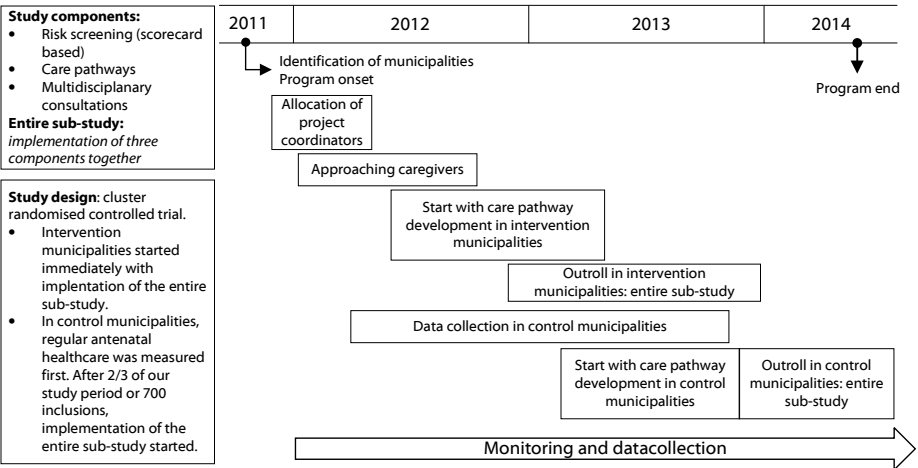 Study components:
• Risk screening (scorecard
based)
• Care pathways
• Multidisciplanary
consultations
Entire sub-study:
implementation of three
components together
Study design: cluster
randomised controlled trial.
• Intervention
municipalities started
immediately with
implentation of the entire
sub-study.
• In control municipalities,
regular antenatal
healthcare was measured
first. After 2/3 of our
study period or 700
inclusions,
implementation of the
entire sub-study started.
2011
2012
2013
2014
Identification of municipalities
Program onset
Program end
Allocation of
project
coordinators
Approaching caregivers
Start with care pathway
development in intervention
municipalities
Outroll in intervention
municipalities: entire sub-study
Data collection in control municipalities
Start with care pathway
development in control
municipalities
Outroll in control
municipalities: entire
sub-study
Monitoring and datacollection